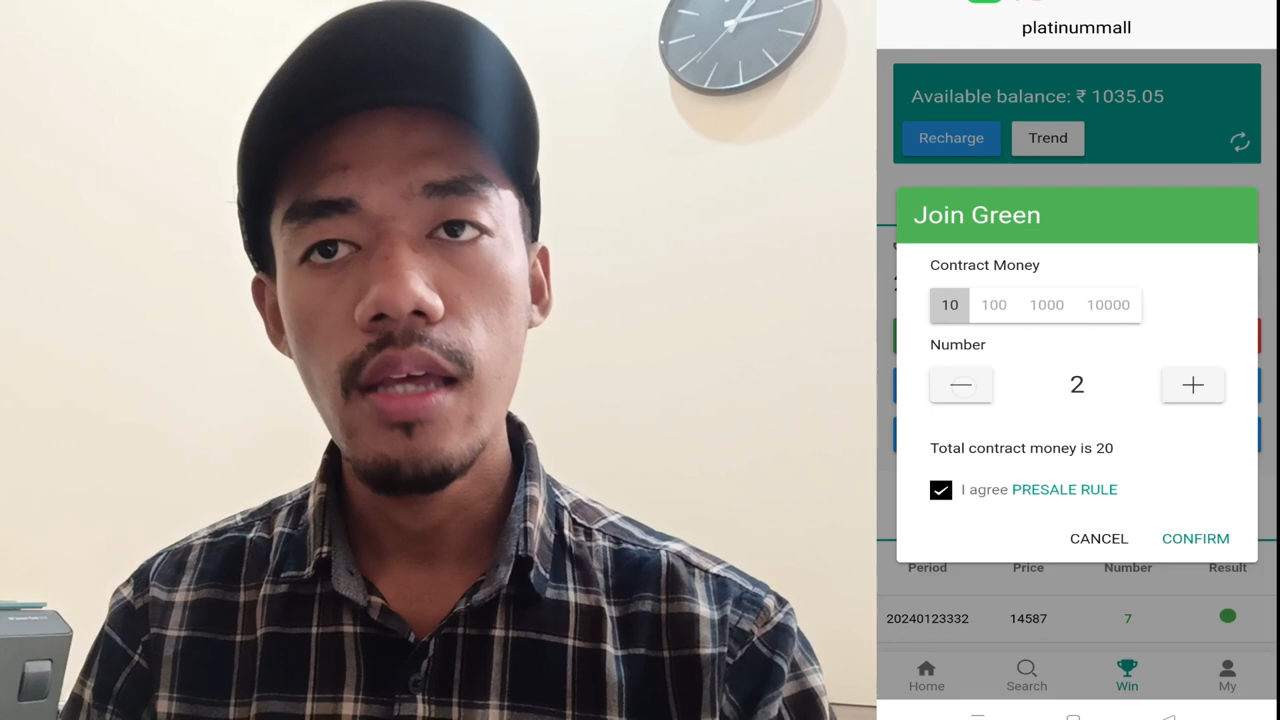 platinummall
Available balance: ₹ 1035.05
Recharge
Trend
Join Green
Contract Money
10 100 1000 10000
Number
2
Total contract money is 20
I agree PRESALE RULE
CANCEL CONFIRM
Period Price Number Result
20240123332 14587 7
Home Search Win My